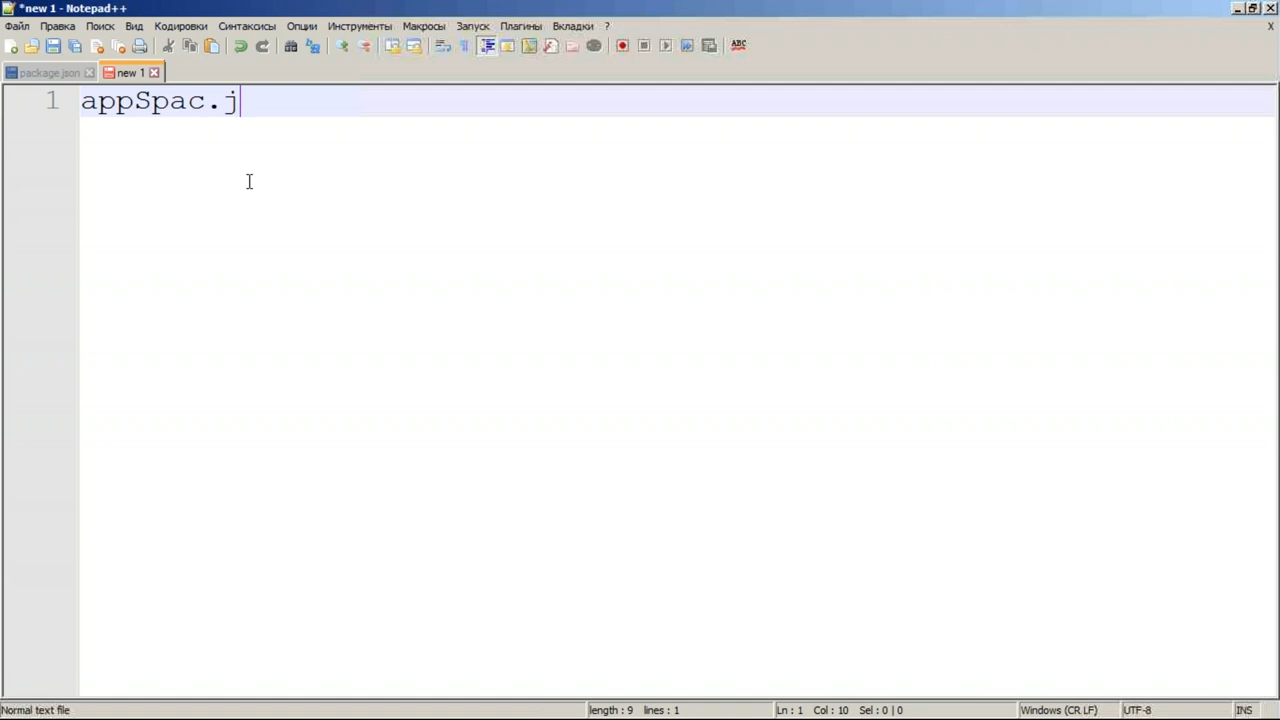 *new 1 - Notepad++
Файл Правка Поиск Вид Кодировки Синтаксисы Опции Инструменты Макросы Запуск Плагины Вкладки ? X
ABC
package.json new 1
1 appSpac.j
Normal text file length : 9 lines : 1 Ln : 1 Col : 10 Sel : 0 | 0 Windows (CR LF) UTF-8 INS